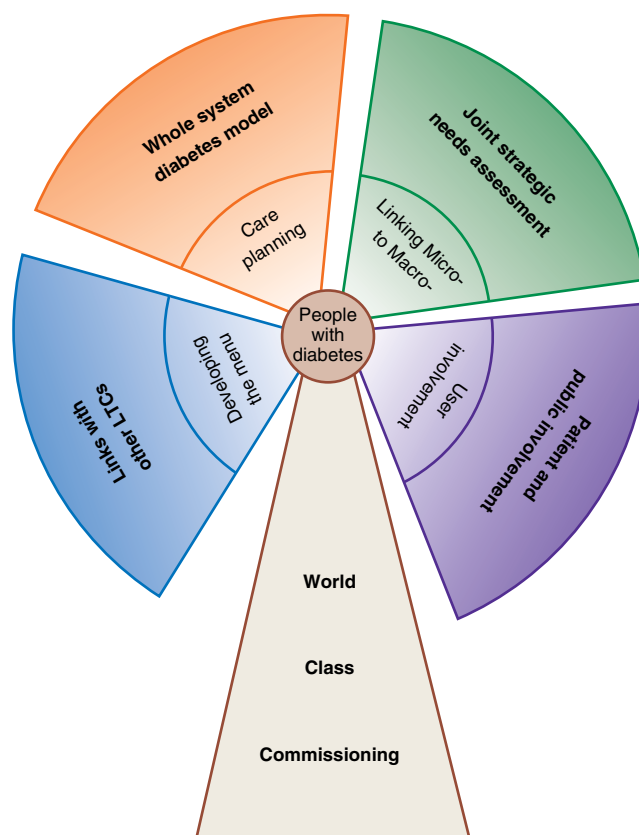 Whole system
diabetes model
Care
planning
Joint strategic
needs assessment
Linking Micro-
to Macro-
People
with
diabetes
Developing
the menu
Links with
other LTCs
User
involvement
Patient and
public involvement
World
Class
Commissioning